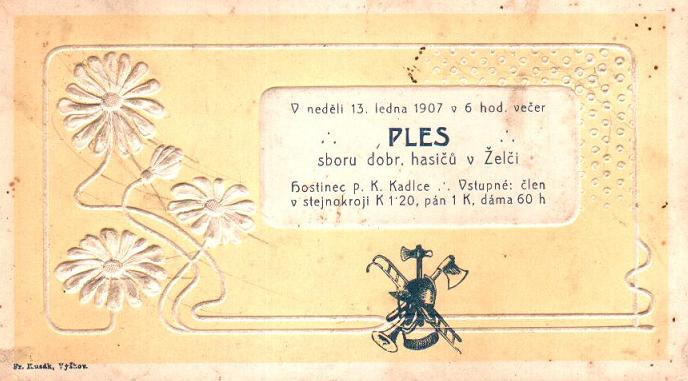 V neděli 13. ledna 1907 v 6 hod. večer
PLES
sboru dobr. hasičů v Želči
Hostinec p. K. Kadlce ∴ Vstupné: člen
v stejnokroji K 1·20, pán 1 K, dáma 60 h
Fr. Kusák, Vyškov.